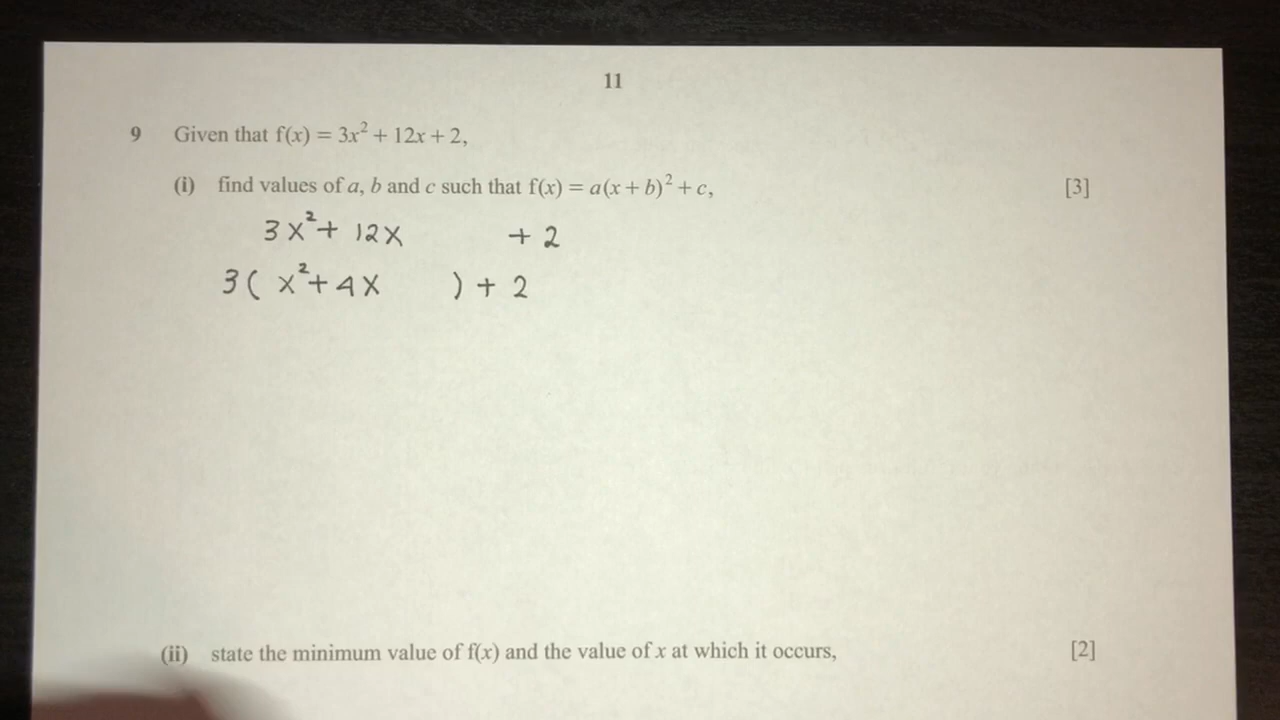 11
9 Given that f(x) = 3x² + 12x + 2,
(i) find values of a, b and c such that f(x) = a(x + b)² + c, [3]
3x² + 12x + 2
3( x² + 4x ) + 2
(ii) state the minimum value of f(x) and the value of x at which it occurs, [2]